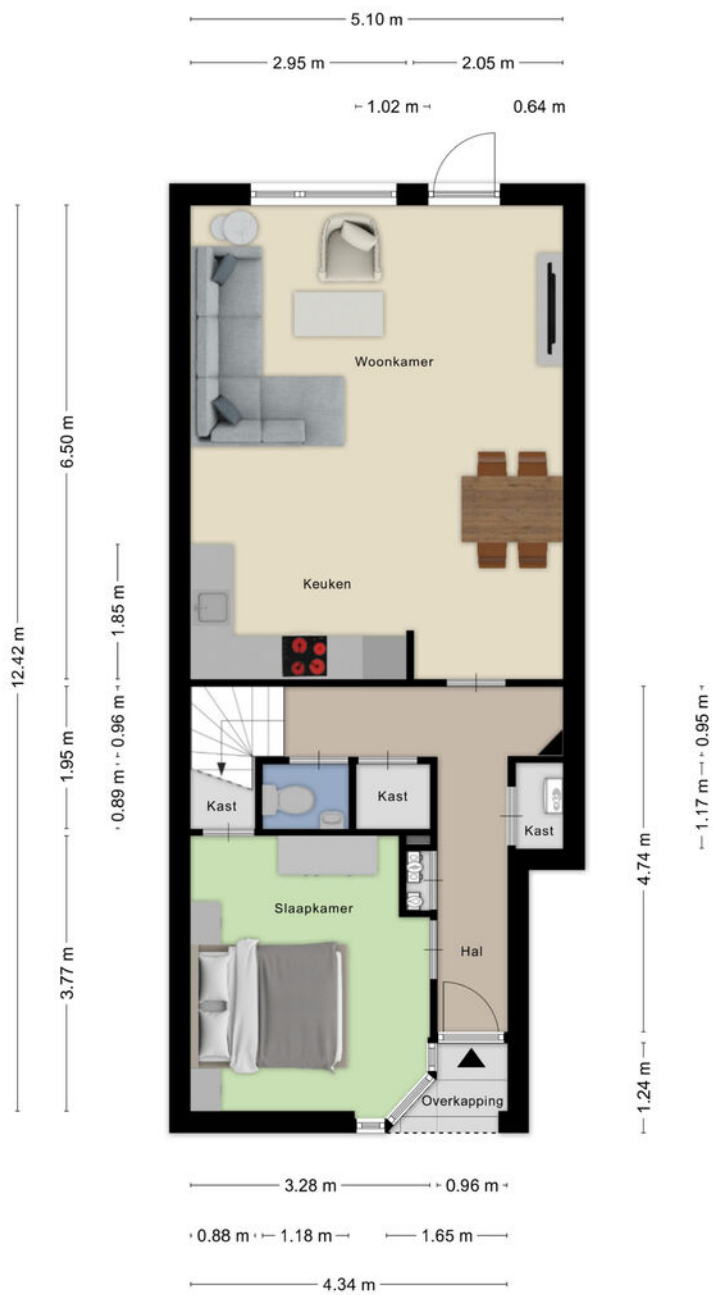 5.10 m
2.95 m
2.05 m
1.02 m
0.64 m
Woonkamer
6.50 m
12.42 m
Keuken
1.85 m
0.96 m
0.95 m
1.95 m
0.89 m
1.17 m
Kast
Kast
Kast
4.74 m
Slaapkamer
Hal
3.77 m
1.24 m
Overkapping
3.28 m
0.96 m
0.88 m
1.18 m
1.65 m
4.34 m